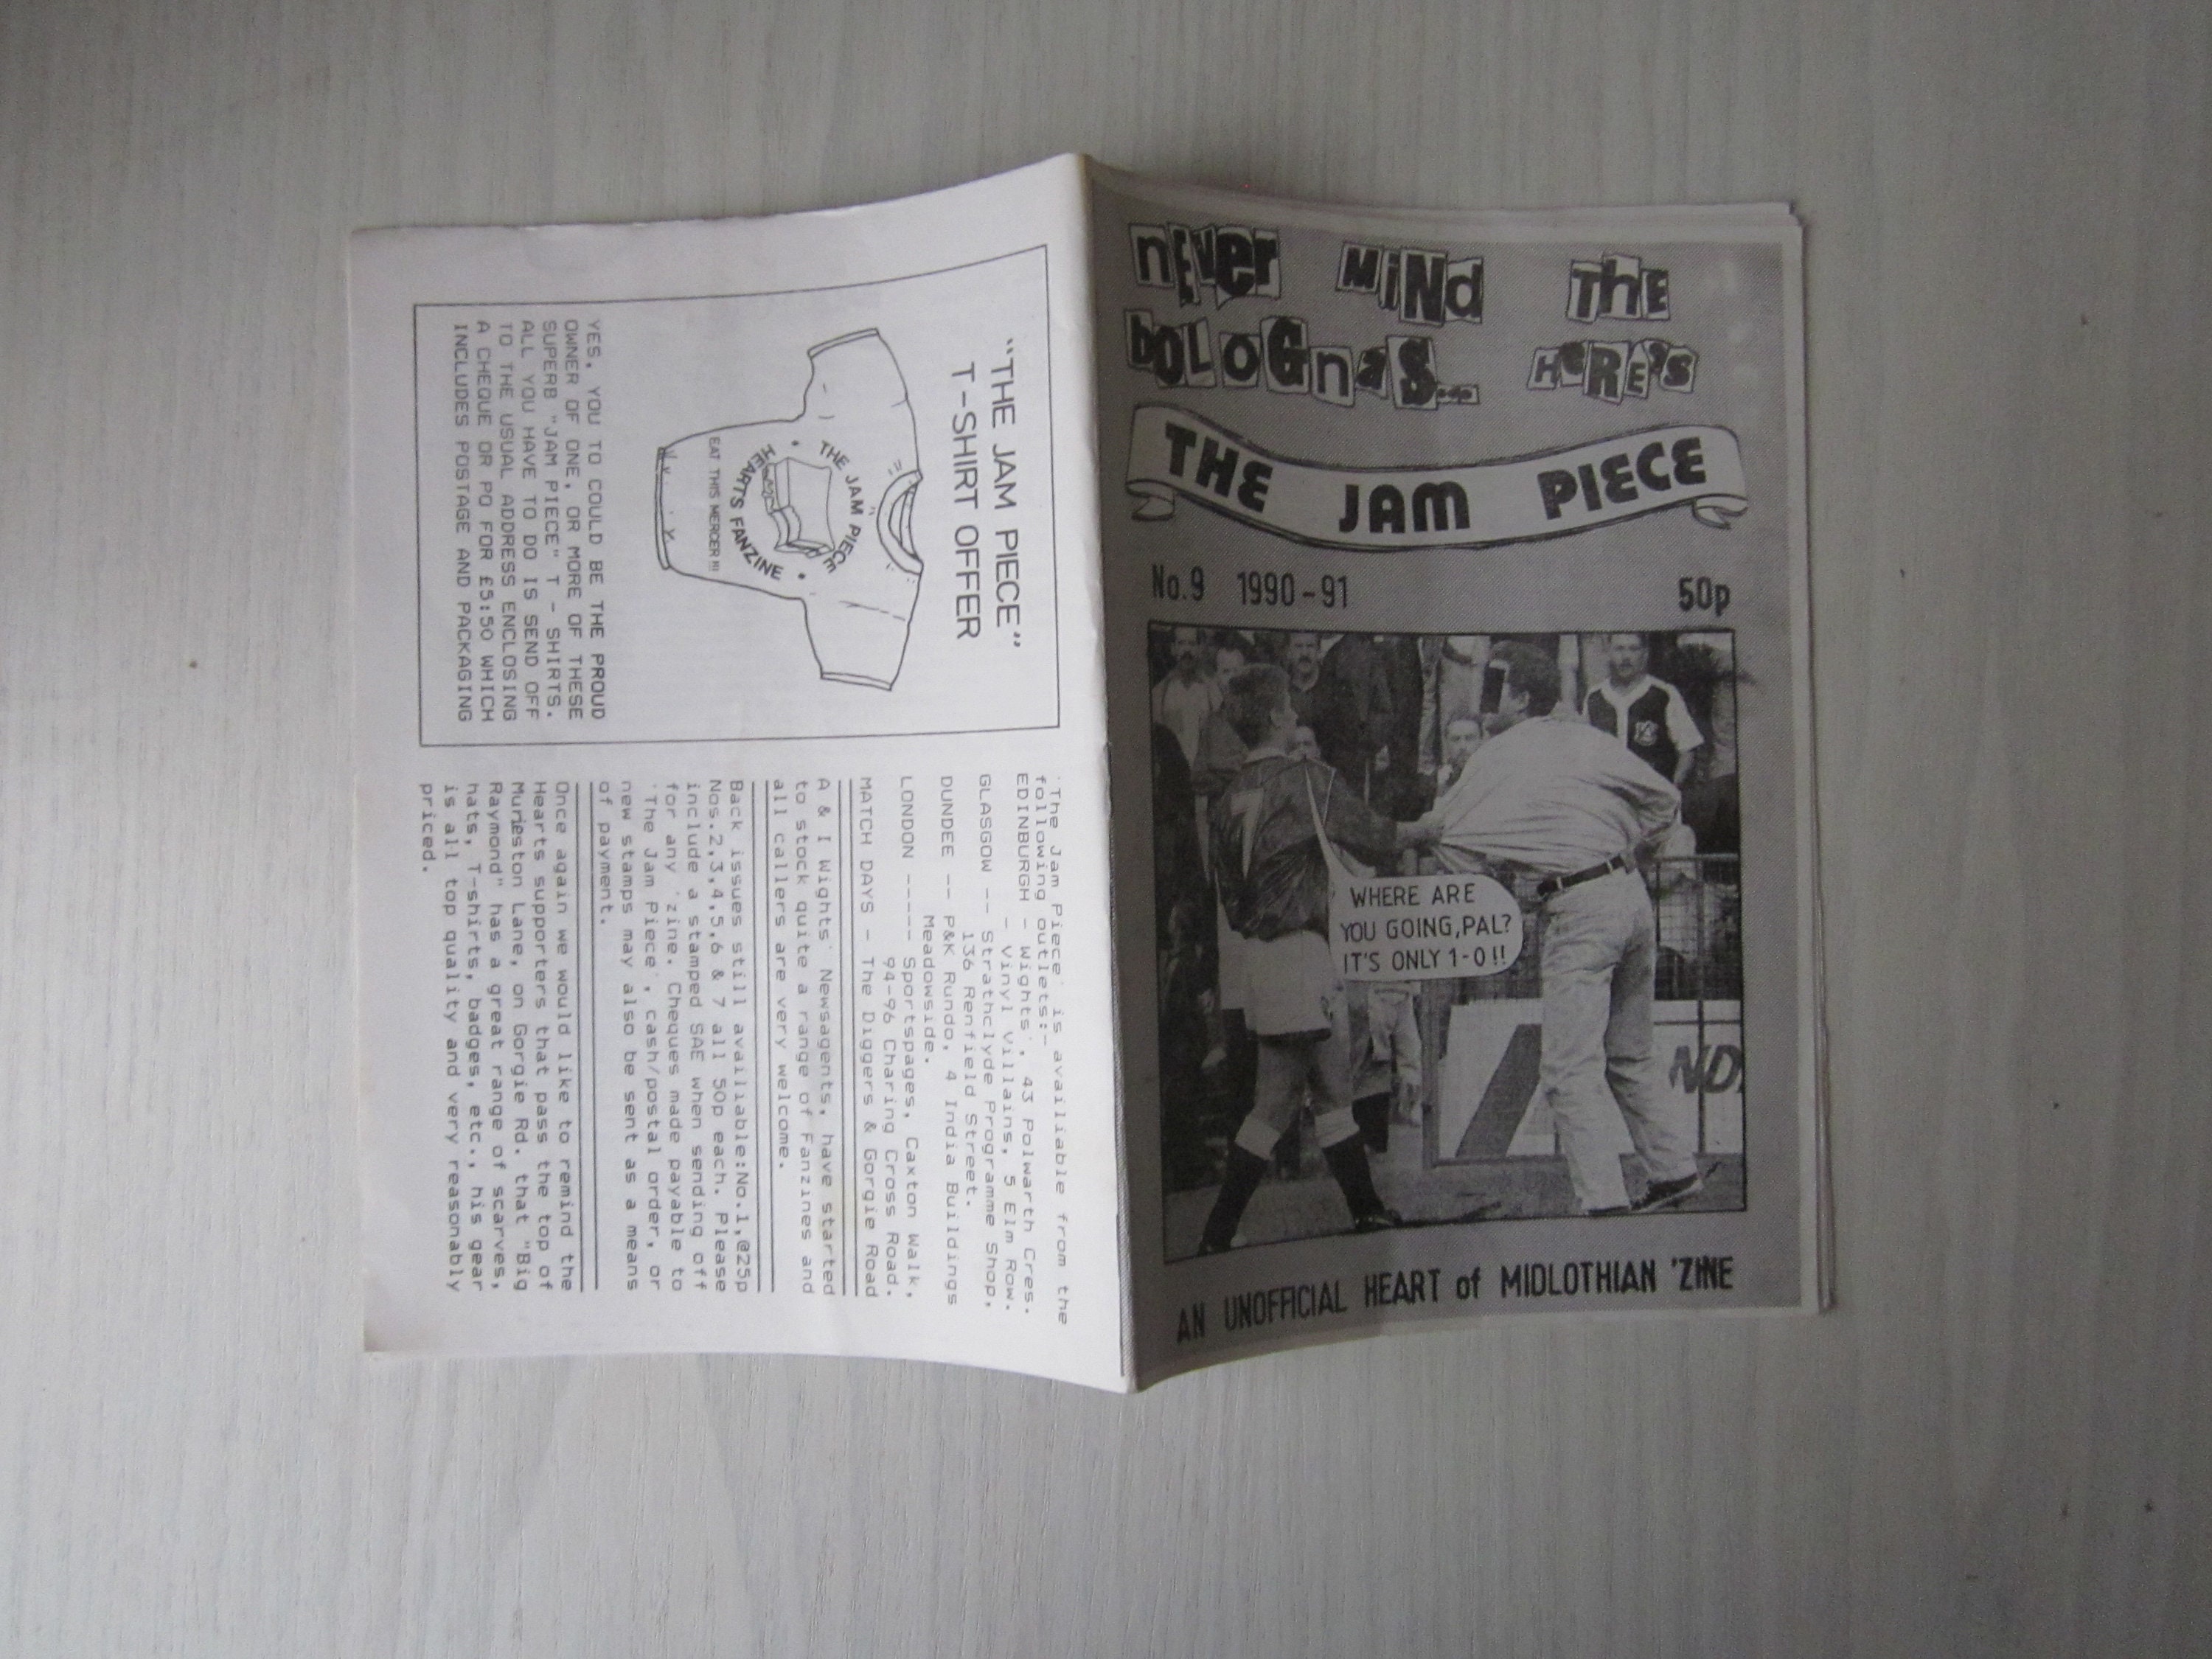 NEVER MIND THE
BOLOGNAS... HERE'S
THE JAM PIECE
No.9 1990-91 50p
7
WHERE ARE
YOU GOING, PAL?
IT'S ONLY 1-0!!
ND
AN UNOFFICIAL HEART of MIDLOTHIAN 'ZINE
"THE JAM PIECE"
T-SHIRT OFFER
THE JAM PIECE
HEARTS FANZINE
EAT THIS MERCER !!!
YES, YOU TO COULD BE THE PROUD
OWNER OF ONE, OR MORE OF THESE
SUPERB "JAM PIECE" T - SHIRTS.
ALL YOU HAVE TO DO IS SEND OFF
TO THE USUAL ADDRESS ENCLOSING
A CHEQUE OR PO FOR £5:50 WHICH
INCLUDES POSTAGE AND PACKAGING
'The Jam Piece' is availiable from the
following outlets:-
EDINBURGH - Wights', 43 Polwarth Cres.
- Vinyl Villains, 5 Elm Row.
GLASGOW -- Strathclyde Programme Shop,
136 Renfield Street.
DUNDEE -- P&K Rundo, 4 India Buildings
Meadowside.
LONDON ---- Sportspages, Caxton Walk,
94-96 Charing Cross Road.
MATCH DAYS - The Diggers & Gorgie Road
A & I Wights' Newsagents, have started
to stock quite a range of Fanzines and
all callers are very welcome.
Back issues still availiable:No.1,@25p
Nos.2,3,4,5,6 & 7 all 50p each. Please
include a stamped SAE when sending off
for any 'zine. Cheques made payable to
'The Jam Piece', cash/postal order, or
new stamps may also be sent as a means
of payment.
Once again we would like to remind the
Hearts supporters that pass the top of
Murieston Lane, on Gorgie Rd. that "Big
Raymond" has a great range of scarves,
hats, T-shirts, badges, etc., his gear
is all top quality and very reasonably
priced.